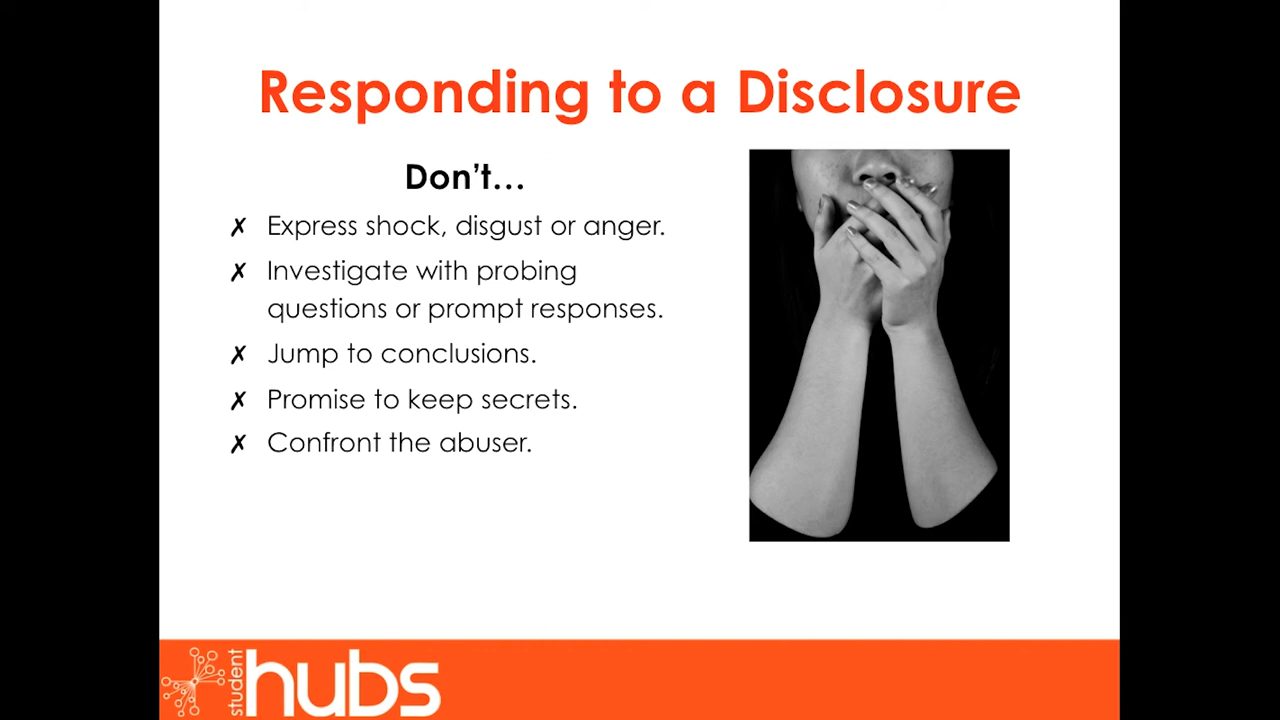 Responding to a Disclosure
Don't…
✗ Express shock, disgust or anger.
✗ Investigate with probing
questions or prompt responses.
✗ Jump to conclusions.
✗ Promise to keep secrets.
✗ Confront the abuser.
student
hubs